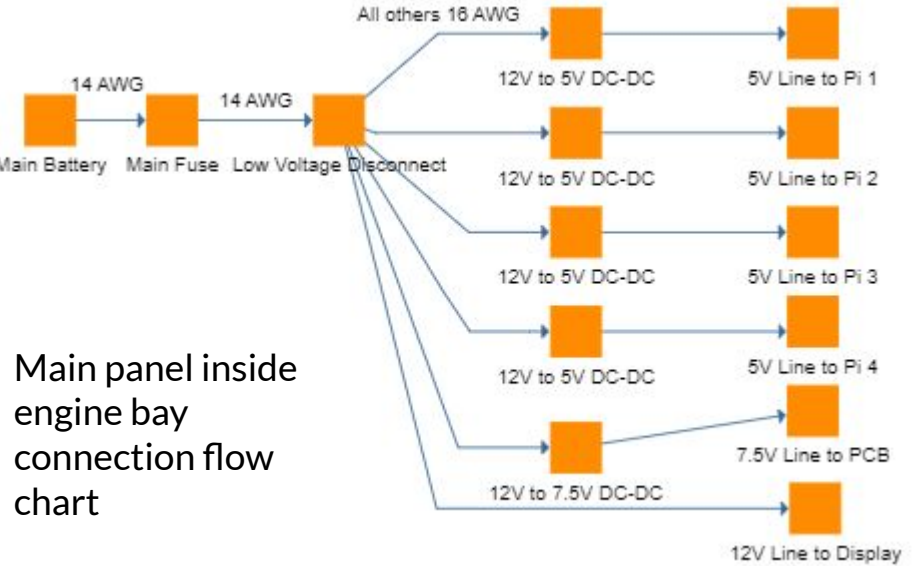 All others 16 AWG
14 AWG
14 AWG
Main Battery
Main Fuse
Low Voltage Disconnect
12V to 5V DC-DC
5V Line to Pi 1
12V to 5V DC-DC
5V Line to Pi 2
12V to 5V DC-DC
5V Line to Pi 3
12V to 5V DC-DC
5V Line to Pi 4
12V to 7.5V DC-DC
7.5V Line to PCB
12V Line to Display
Main panel inside
engine bay
connection flow
chart